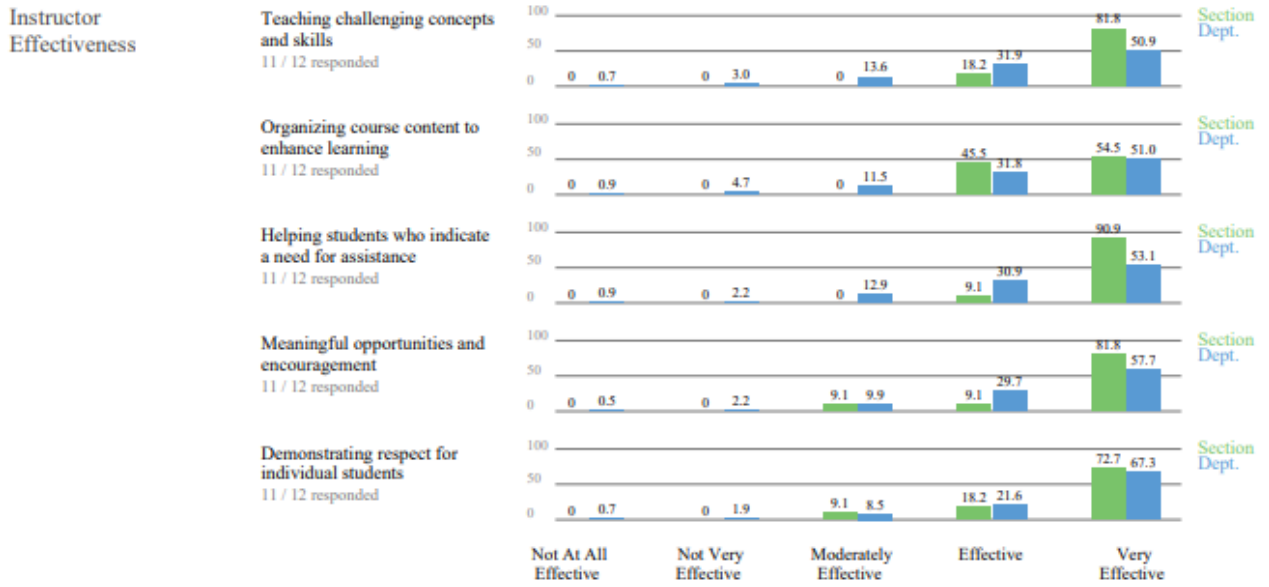 Instructor
Effectiveness
Teaching challenging concepts
and skills
11 / 12 responded
100
50
0
0 0.7
0 3.0
0 13.6
18.2 31.9
81.8 50.9
Section
Dept.
Organizing course content to
enhance learning
11 / 12 responded
100
50
0
0 0.9
0 4.7
0 11.5
45.5 31.8
54.5 51.0
Section
Dept.
Helping students who indicate
a need for assistance
11 / 12 responded
100
50
0
0 0.9
0 2.2
0 12.9
9.1 30.9
90.9 53.1
Section
Dept.
Meaningful opportunities and
encouragement
11 / 12 responded
100
50
0
0 0.5
0 2.2
9.1 9.9
9.1 29.7
81.8 57.7
Section
Dept.
Demonstrating respect for
individual students
11 / 12 responded
100
50
0
0 0.7
0 1.9
9.1 8.5
18.2 21.6
72.7 67.3
Section
Dept.
Not At All
Effective
Not Very
Effective
Moderately
Effective
Effective
Very
Effective